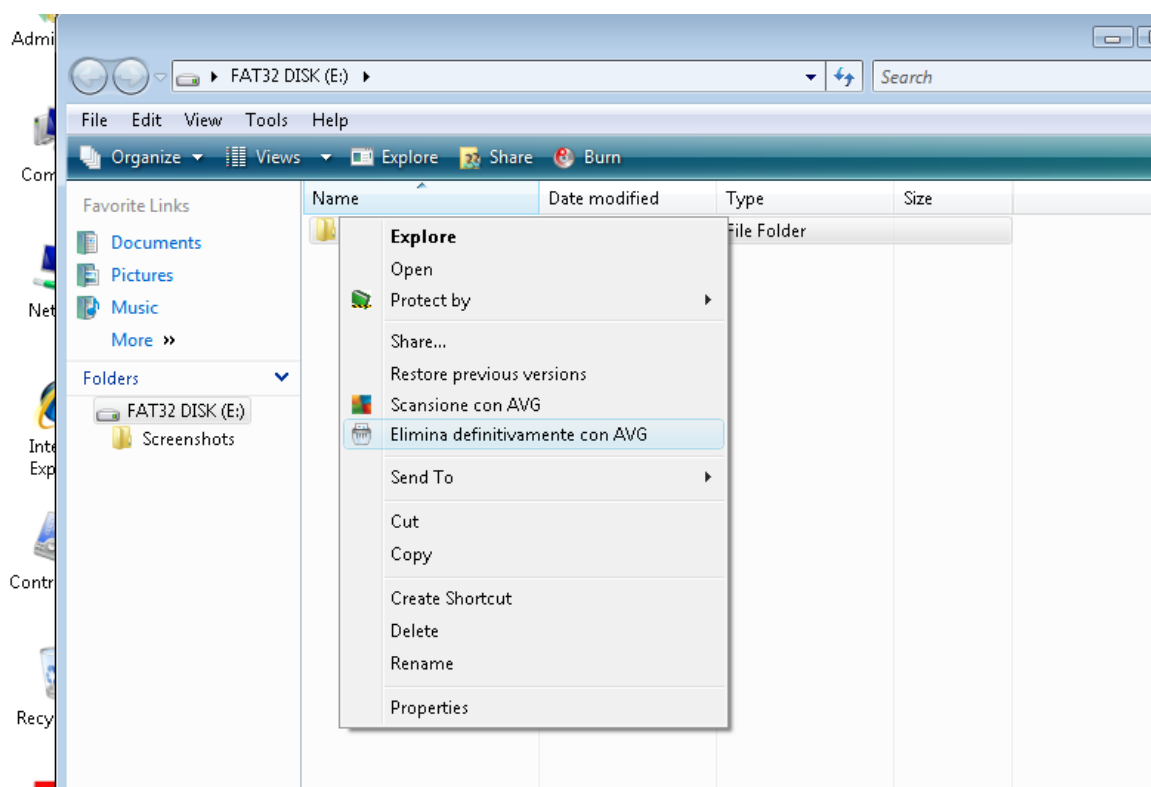 Admi
FAT32 DISK (E:)
Search
File Edit View Tools Help
Organize Views Explore Share Burn
Com
Favorite Links
Name Date modified Type Size
File Folder
Documents
Pictures
Music
More »
Net
Folders
FAT32 DISK (E:)
Screenshots
Inte
Exp
Contr
Recy
Explore
Open
Protect by
Share...
Restore previous versions
Scansione con AVG
Elimina definitivamente con AVG
Send To
Cut
Copy
Create Shortcut
Delete
Rename
Properties